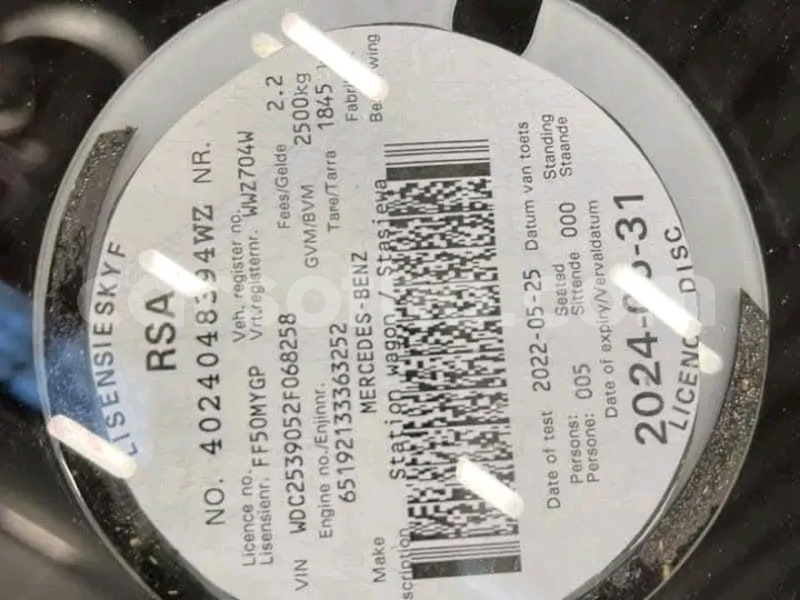 LISENSIESKYF
RSA
NO. 4024048394WZ NR.
Licence no. Veh. register no.
Lisensienr. FF50MYGP Vrt.registernr. WWZ704W
VIN WDC2539052F068258 Fees/Gelde 2.2
Engine no./Enjinnr. GVM/BVM 2500kg
65192133363252 Tare/Tarra 1845
Make MERCEDES-BENZ
Station wagon / Stasiewa
Date of test 2022-05-25 Datum van toets
Persons: 005 Seated 000 Standing
Persone: Sittende Staande
Date of expiry/Vervaldatum
LICENC DISC